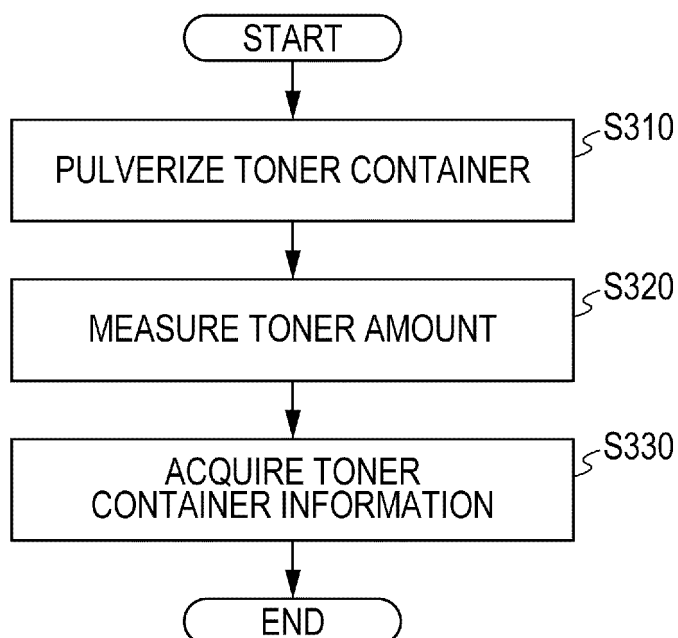 START
PULVERIZE TONER CONTAINER
S310
MEASURE TONER AMOUNT
S320
ACQUIRE TONER
CONTAINER INFORMATION
S330
END